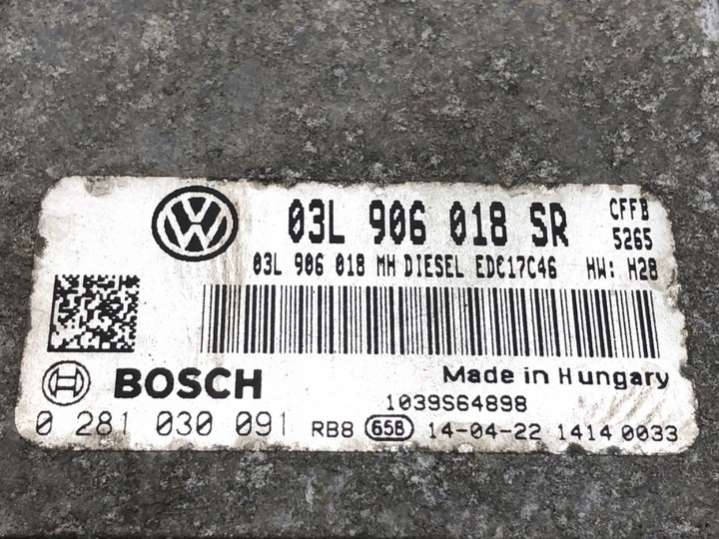 03L 906 018 SR CFFB
5265
03L 906 018 MH DIESEL EDC17C46 HW: H28
BOSCH Made in Hungary
1039S64898
0 281 030 091 RB8 658 14-04-22 1414 0033